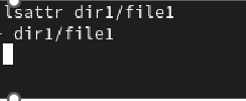 lsattr dir1/file1
- dir1/file1